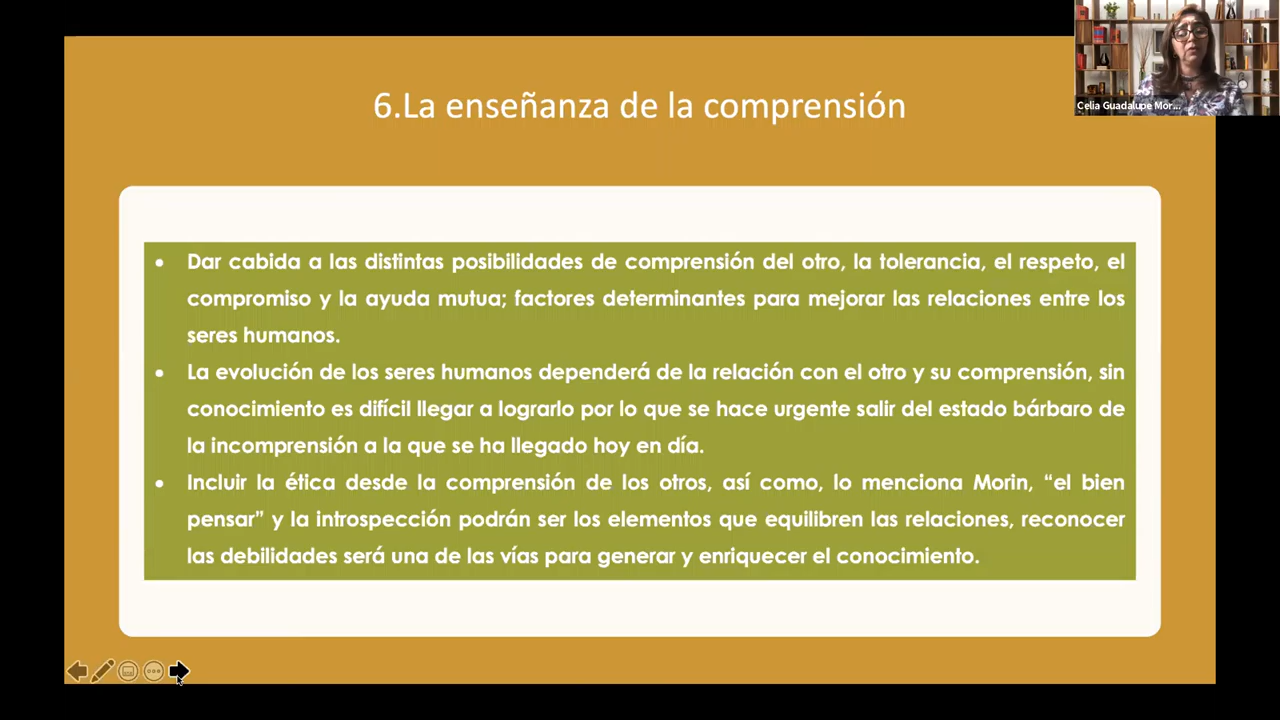 6.La enseñanza de la comprensión
Celia Guadalupe Mor...
• Dar cabida a las distintas posibilidades de comprensión del otro, la tolerancia, el respeto, el
compromiso y la ayuda mutua; factores determinantes para mejorar las relaciones entre los
seres humanos.
• La evolución de los seres humanos dependerá de la relación con el otro y su comprensión, sin
conocimiento es difícil llegar a lograrlo por lo que se hace urgente salir del estado bárbaro de
la incomprensión a la que se ha llegado hoy en día.
• Incluir la ética desde la comprensión de los otros, así como, lo menciona Morin, “el bien
pensar” y la introspección podrán ser los elementos que equilibren las relaciones, reconocer
las debilidades será una de las vías para generar y enriquecer el conocimiento.